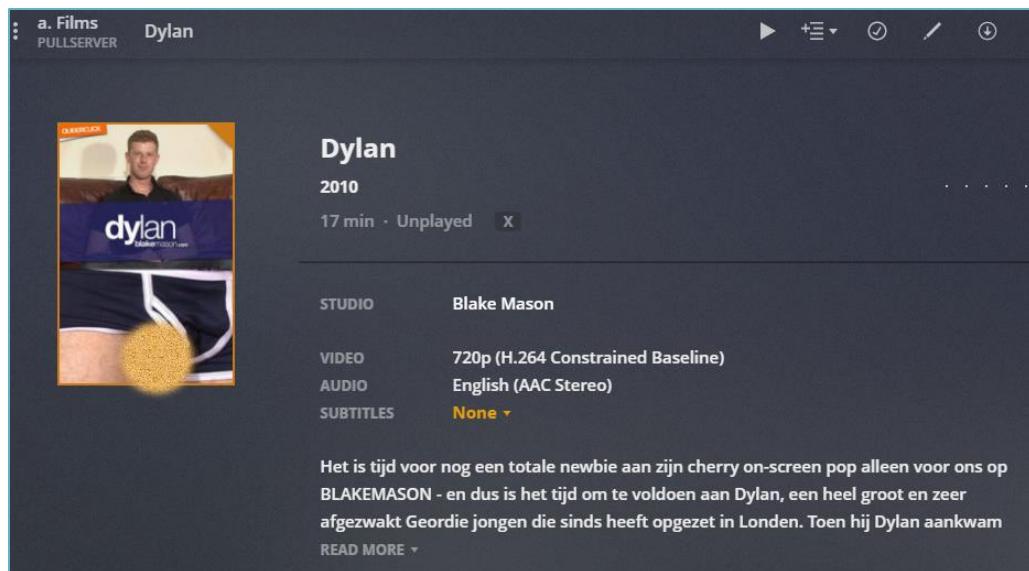 a. Films
PULLSERVER
Dylan
QUEERCLICK
dylan
blakemason.com
Dylan
2010
17 min · Unplayed X
STUDIO Blake Mason
VIDEO 720p (H.264 Constrained Baseline)
AUDIO English (AAC Stereo)
SUBTITLES None
Het is tijd voor nog een totale newbie aan zijn cherry on-screen pop alleen voor ons op
BLAKEMASON - en dus is het tijd om te voldoen aan Dylan, een heel groot en zeer
afgezwakt Geordie jongen die sinds heeft opgezet in Londen. Toen hij Dylan aankwam
READ MORE